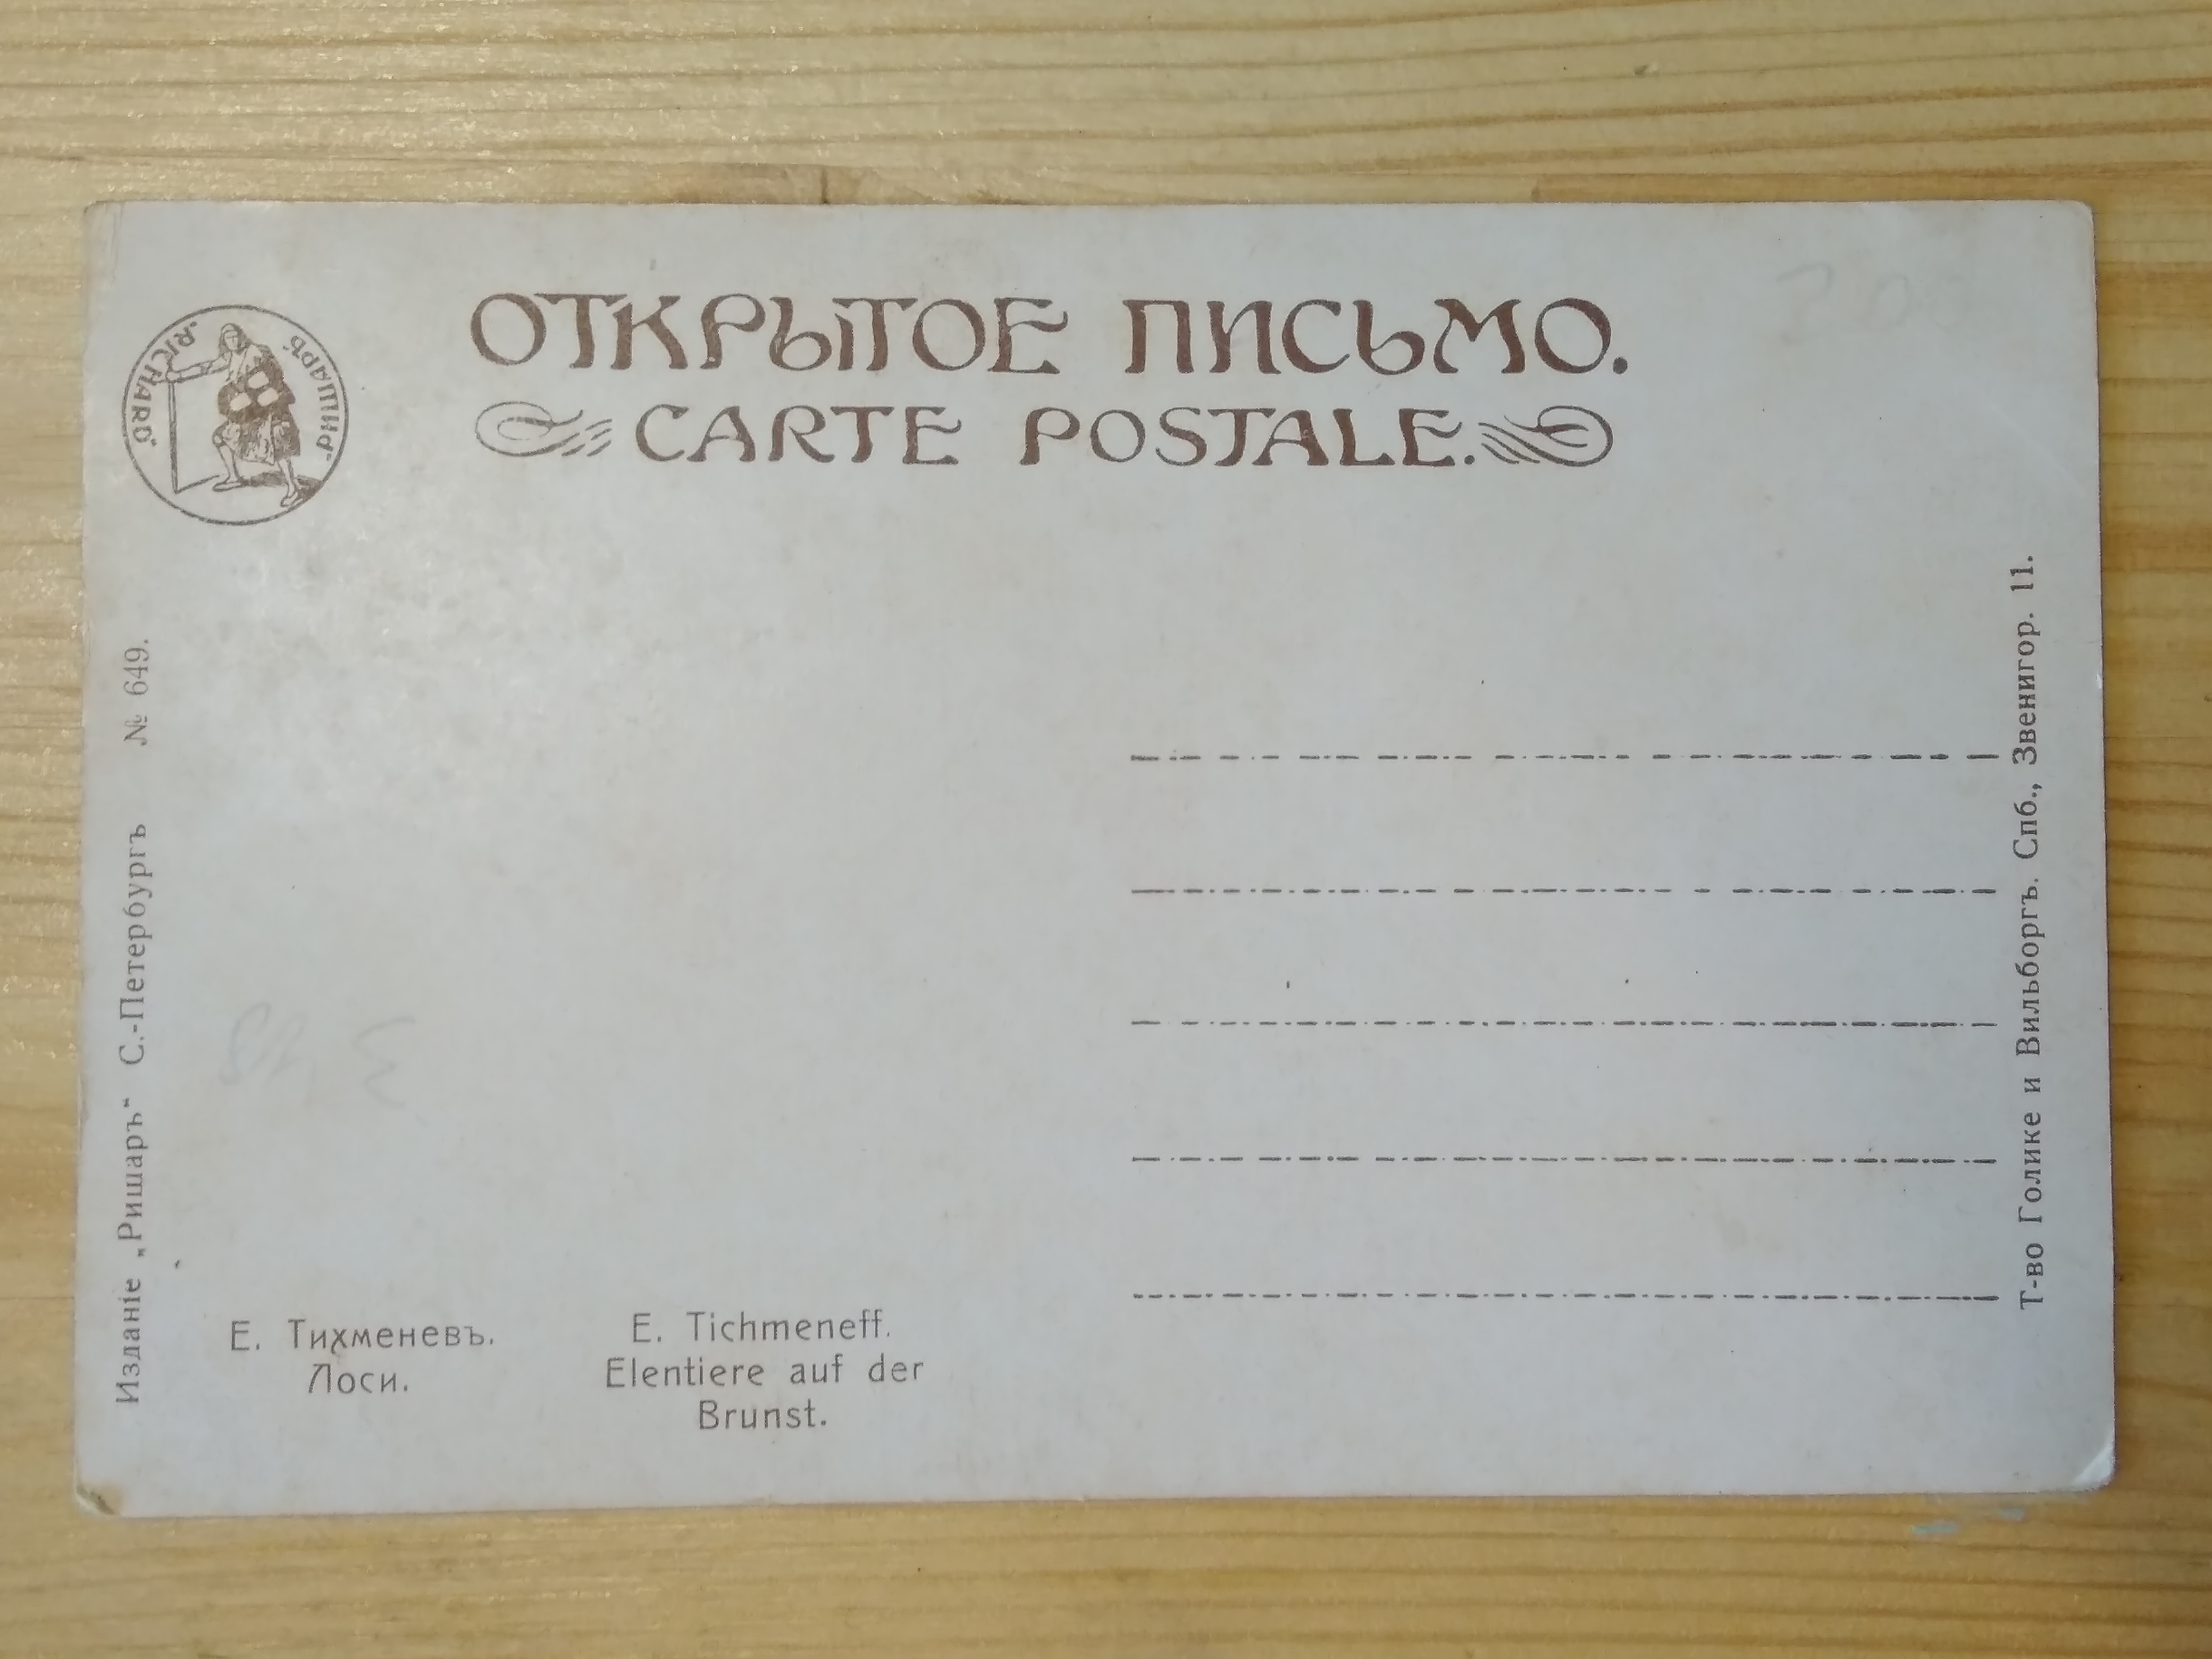 ОТКРЫТОЕ ПИСЬМО.
CARTE POSTALE.
„RICHARD“
„РИШАРЪ“
Изданіе „Ришаръ“ С.-Петербургъ № 649.
Е. Тихменевъ.
Лоси.
E. Tichmeneff.
Elentiere auf der
Brunst.
Т-во Голике и Вильборгъ. Спб., Звенигор. 11.